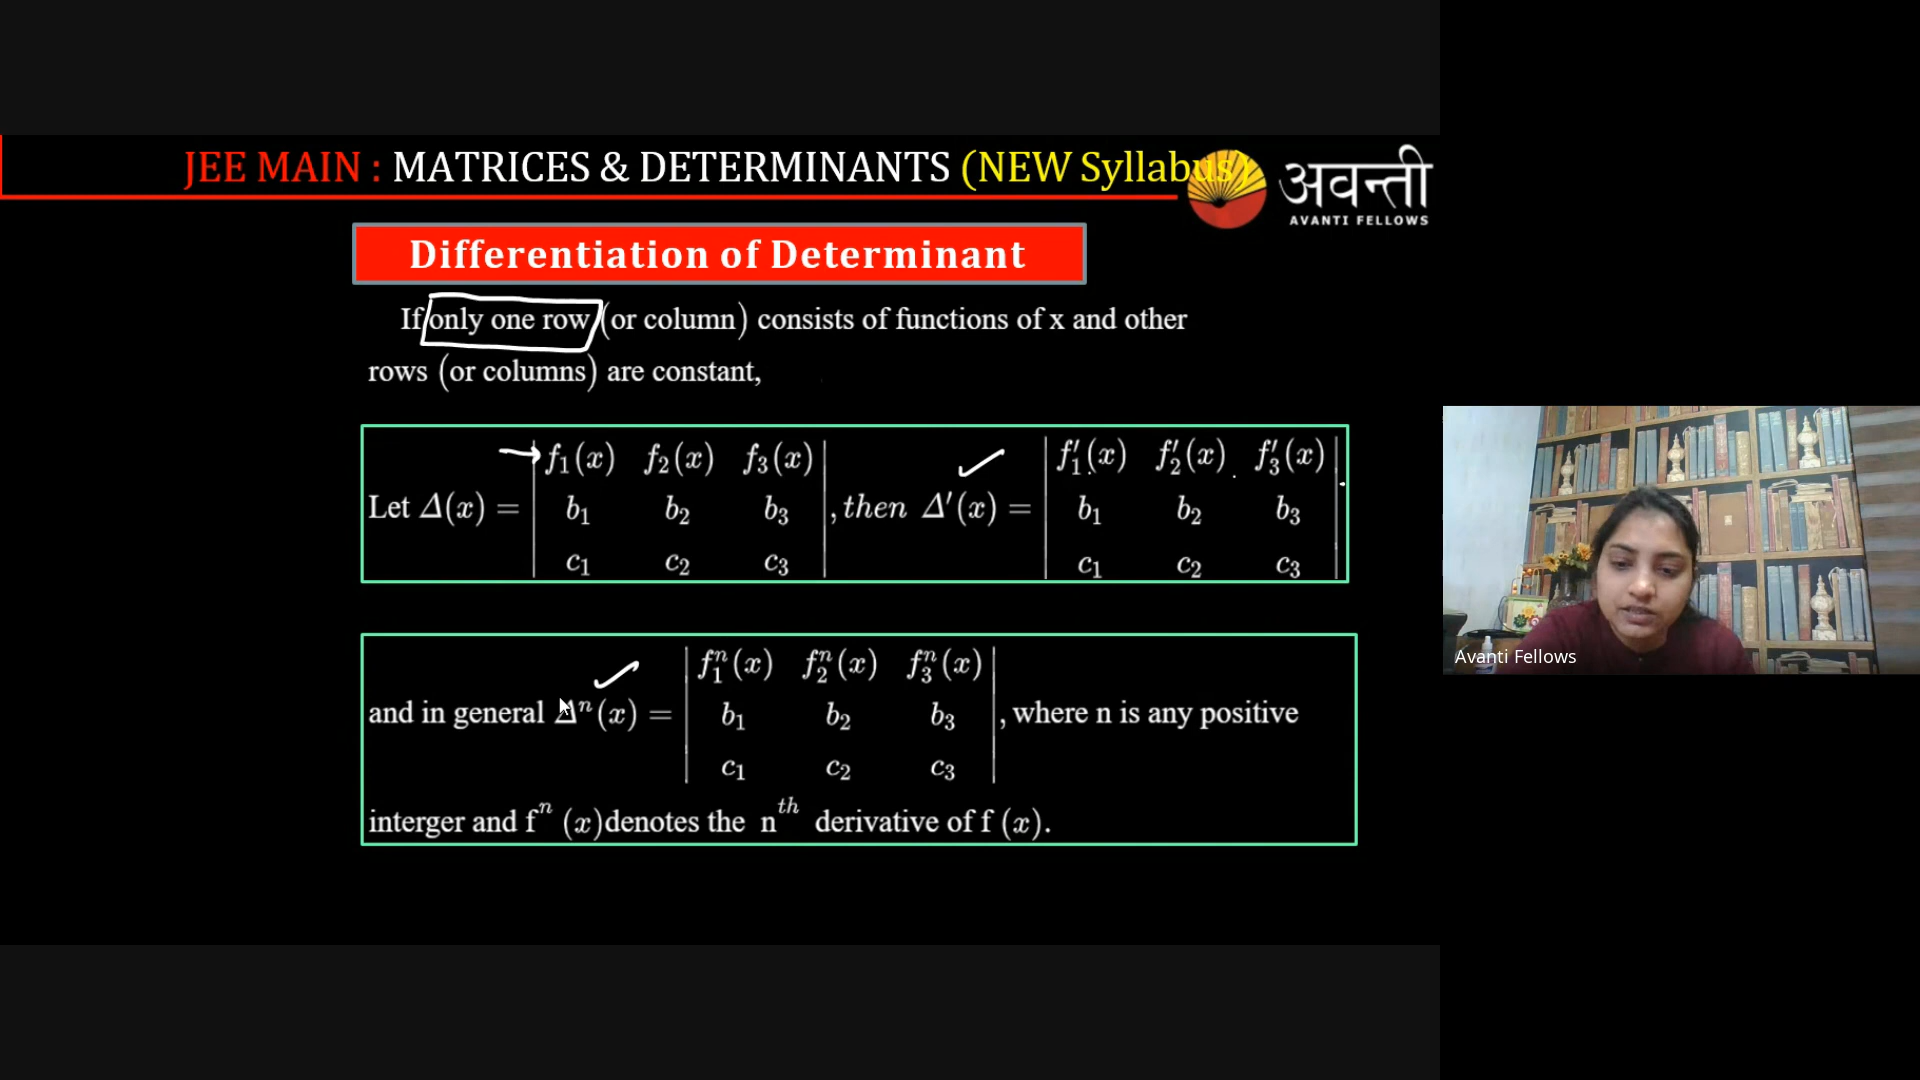 JEE MAIN : MATRICES & DETERMINANTS (NEW Syllabus)
अवन्ती
AVANTI FELLOWS
Differentiation of Determinant
If only one row (or column) consists of functions of x and other
rows (or columns) are constant,
Let Δ(x) = | f₁(x) f₂(x) f₃(x) |, then Δ′(x) = | f₁′(x) f₂′(x) f₃′(x) |
b₁ b₂ b₃ b₁ b₂ b₃
c₁ c₂ c₃ c₁ c₂ c₃
and in general Δⁿ(x) = | f₁ⁿ(x) f₂ⁿ(x) f₃ⁿ(x) |, where n is any positive
b₁ b₂ b₃
c₁ c₂ c₃
interger and fⁿ (x)denotes the nᵗʰ derivative of f (x).
Avanti Fellows